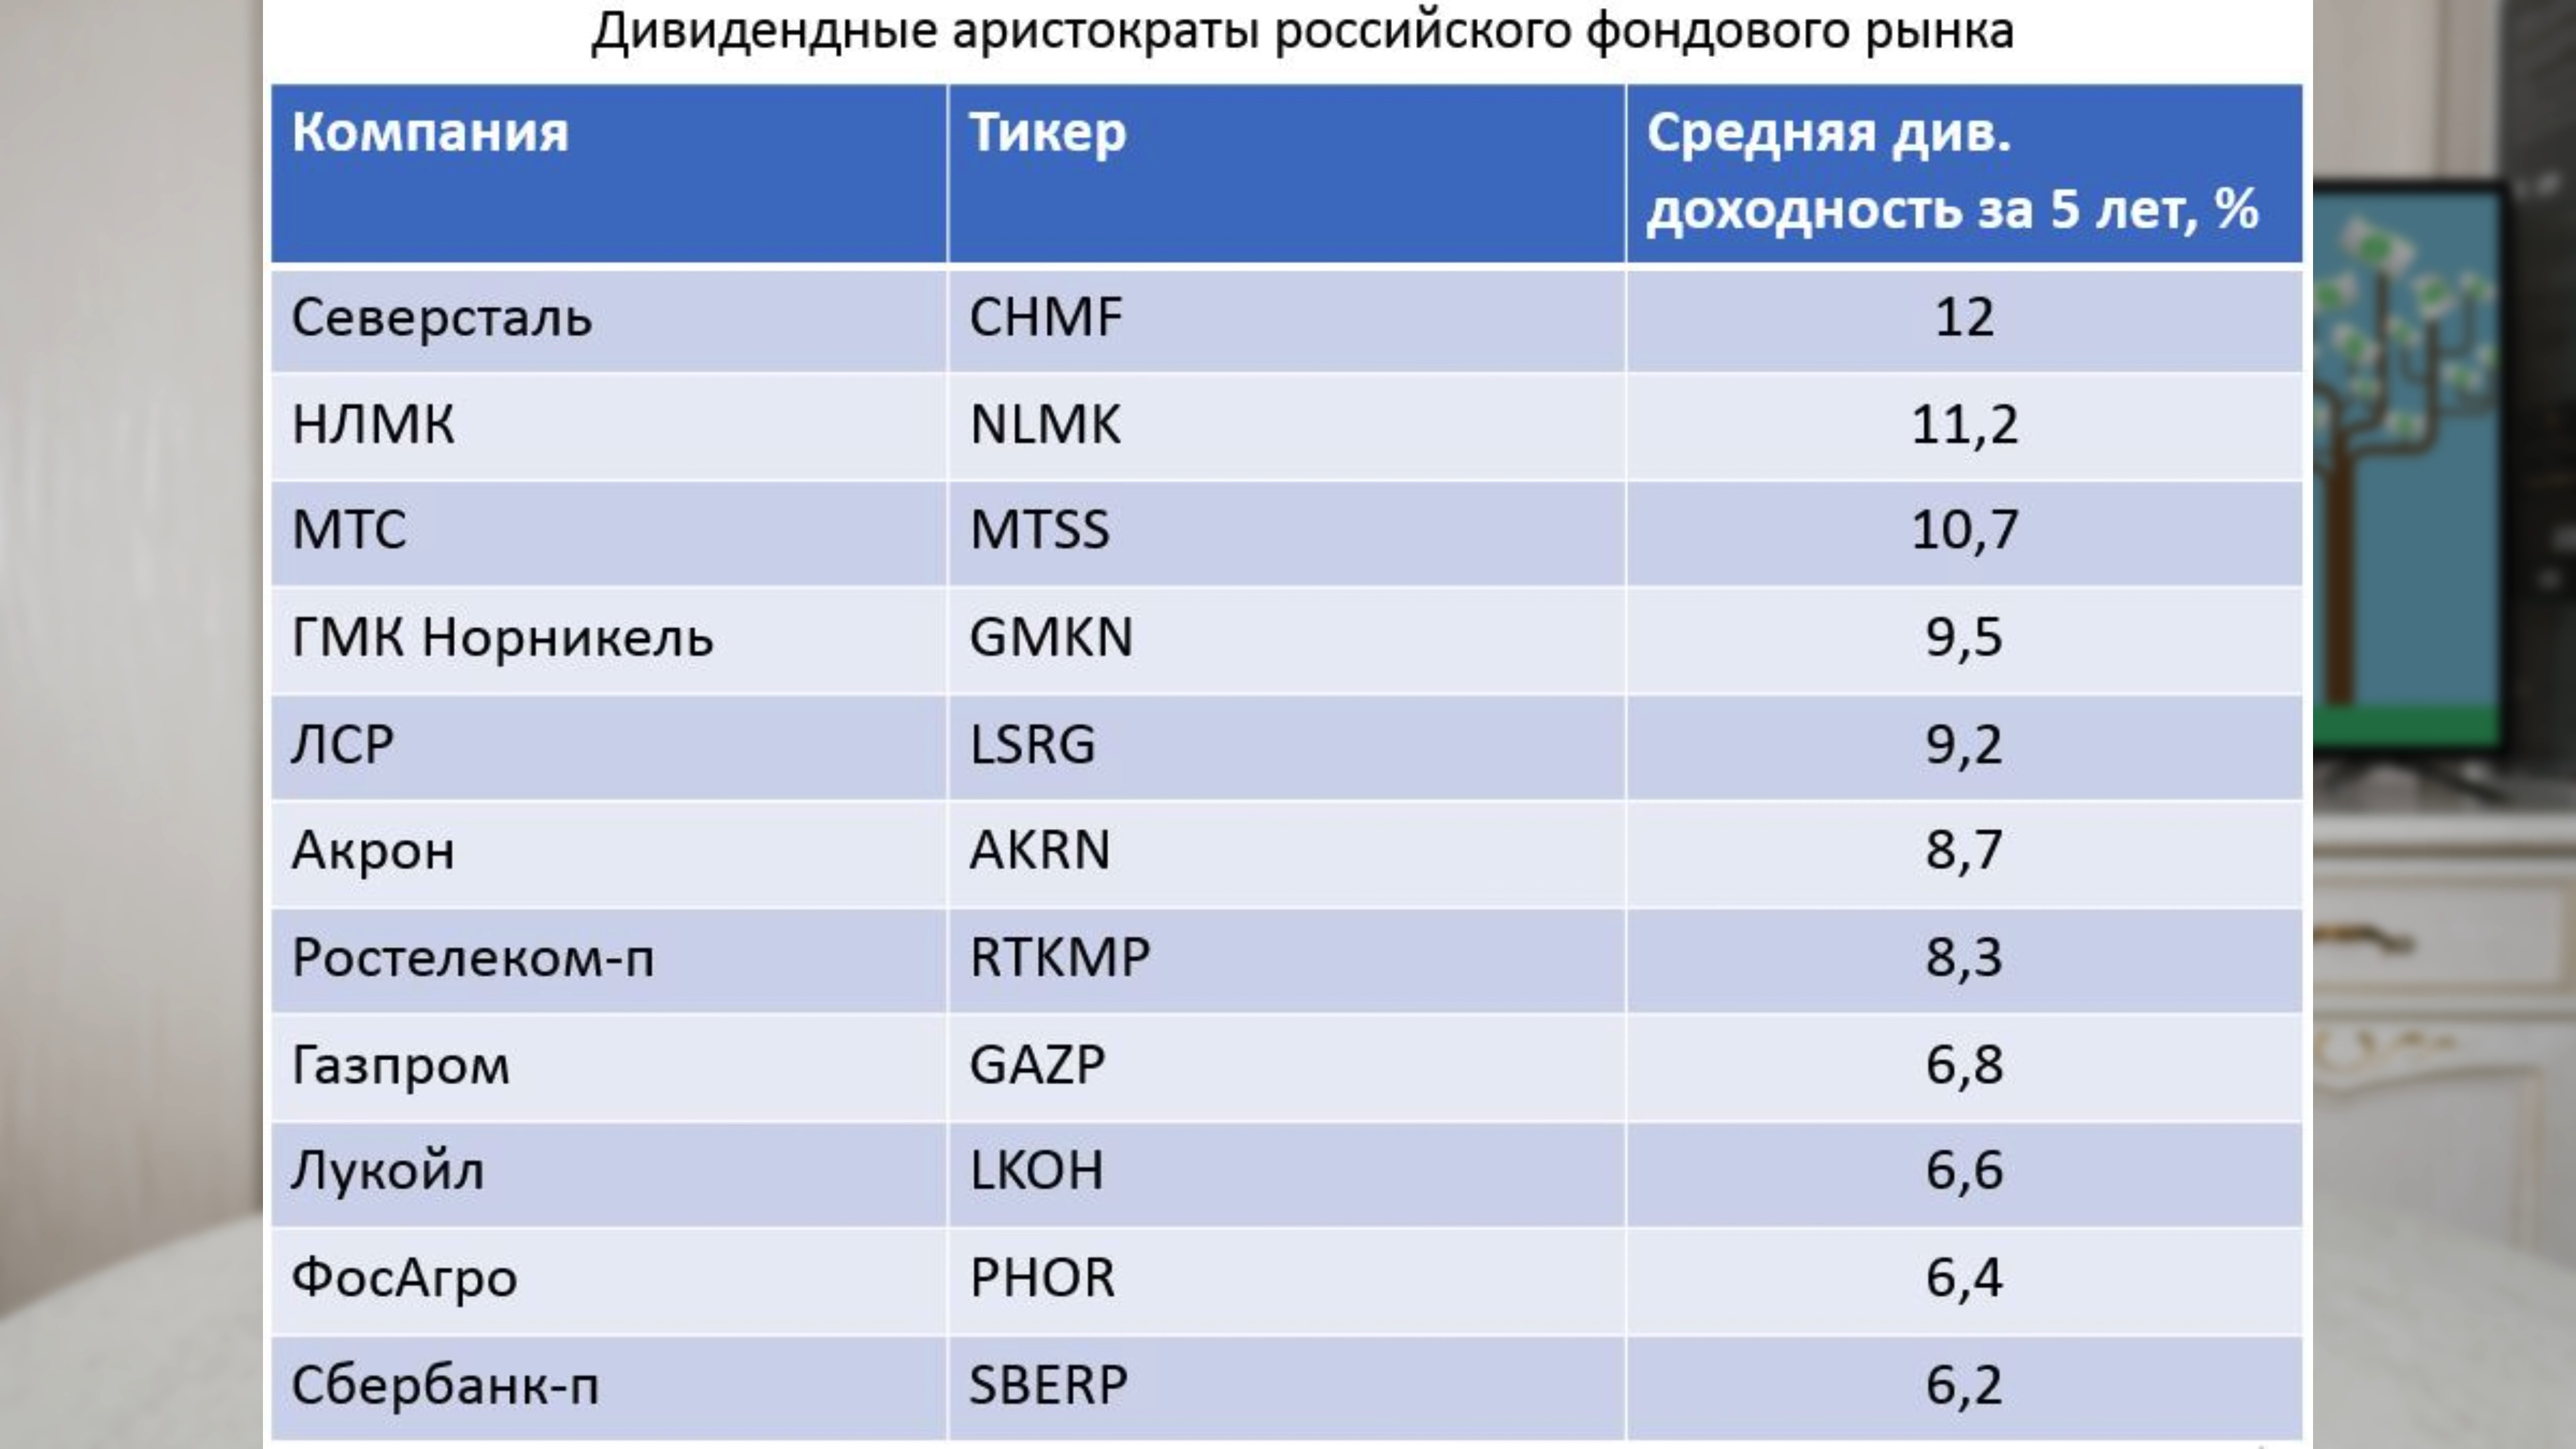 Дивидендные аристократы российского фондового рынка
Компания Тикер Средняя див. доходность за 5 лет, %
Северсталь CHMF 12
НЛМК NLMK 11,2
МТС MTSS 10,7
ГМК Норникель GMKN 9,5
ЛСР LSRG 9,2
Акрон AKRN 8,7
Ростелеком-п RTKMP 8,3
Газпром GAZP 6,8
Лукойл LKOH 6,6
ФосАгро PHOR 6,4
Сбербанк-п SBERP 6,2